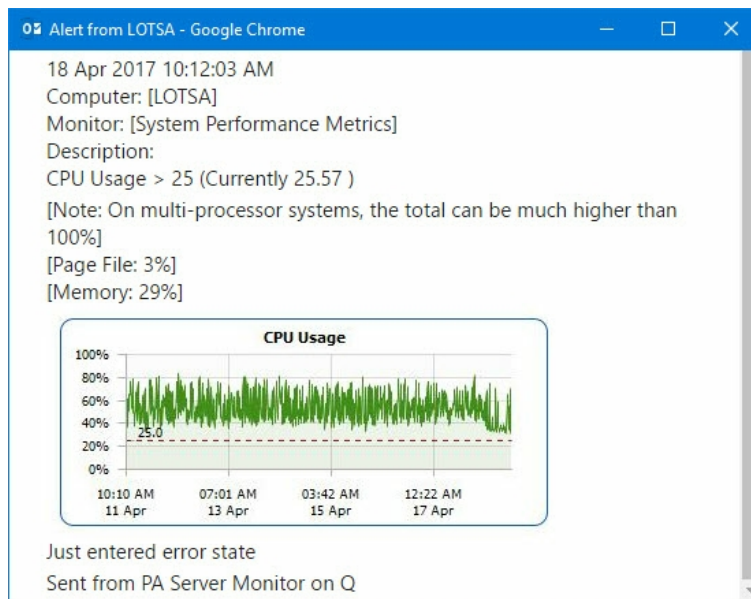 Alert from LOTSA - Google Chrome
18 Apr 2017 10:12:03 AM
Computer: [LOTSA]
Monitor: [System Performance Metrics]
Description:
CPU Usage > 25 (Currently 25.57 )
[Note: On multi-processor systems, the total can be much higher than
100%]
[Page File: 3%]
[Memory: 29%]
CPU Usage
100%
80%
60%
40%
25.0
20%
0%
10:10 AM 07:01 AM 03:42 AM 12:22 AM
11 Apr 13 Apr 15 Apr 17 Apr
Just entered error state
Sent from PA Server Monitor on Q